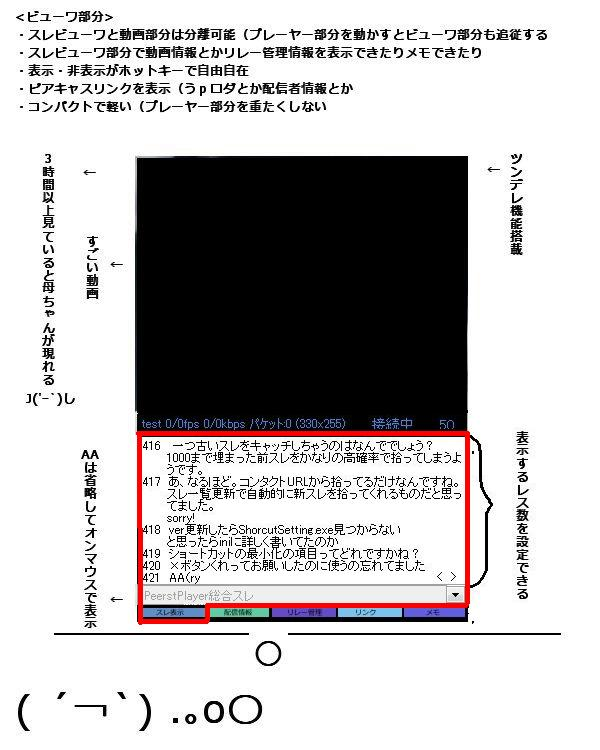 <ビューワ部分>
・スレビューワと動画部分は分離可能（プレーヤー部分を動かすとビューワ部分も追従する
・スレビューワ部分で動画情報とかリレー管理情報を表示できたりメモできたり
・表示・非表示がホットキーで自由自在
・ピアキャスリンクを表示（うｐロダとか配信者情報とか
・コンパクトで軽い（プレーヤー部分を重たくしない
ツンデレ機能搭載
←
←
3時間以上見ていると母ちゃんが現れる
J('ｰ`)し
すごい動画
←
test 0/0fps 0/0kbps パケット:0 (330x255) 接続中 50
416 一つ古いスレをキャッチしちゃうのはなんででしょう？
1000まで埋まった前スレをかなりの高確率で拾ってしまうよ
うです。
417 あ、なるほど。コンタクトURLから拾ってるだけなんですね。
スレ一覧更新で自動的に新スレを拾ってくれるものだと思っ
てました。
sorry!
418 ver更新したらShorcutSetting.exe見つからない
と思ったらiniに詳しく書いてたのか
419 ショートカットの最小化の項目ってどれですかね？
420 ×ボタンくれってお願いしたのに使うの忘れてました
421 AA(ry < >
PeerstPlayer総合スレ
スレ表示 配信情報 リレー管理 リンク メモ
表示するレス数を設定できる
AAは省略してオンマウスで表示
←
( ´￢`) .｡oO